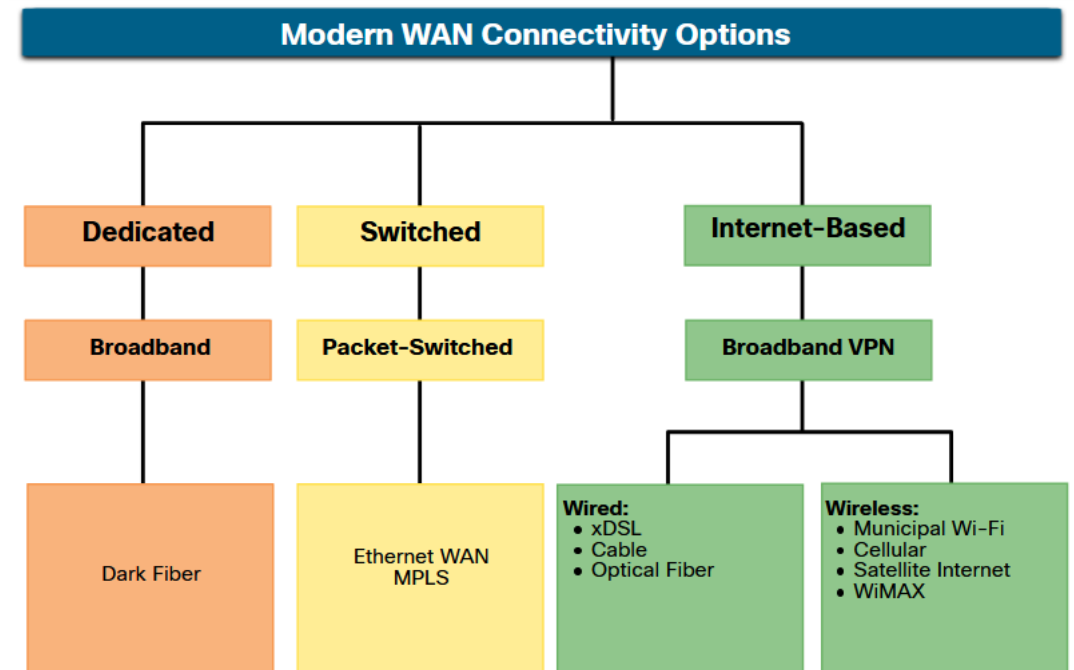 Modern WAN Connectivity Options
Dedicated
Switched
Internet-Based
Broadband
Packet-Switched
Broadband VPN
Dark Fiber
Ethernet WAN
MPLS
Wired:
• xDSL
• Cable
• Optical Fiber
Wireless:
• Municipal Wi-Fi
• Cellular
• Satellite Internet
• WiMAX